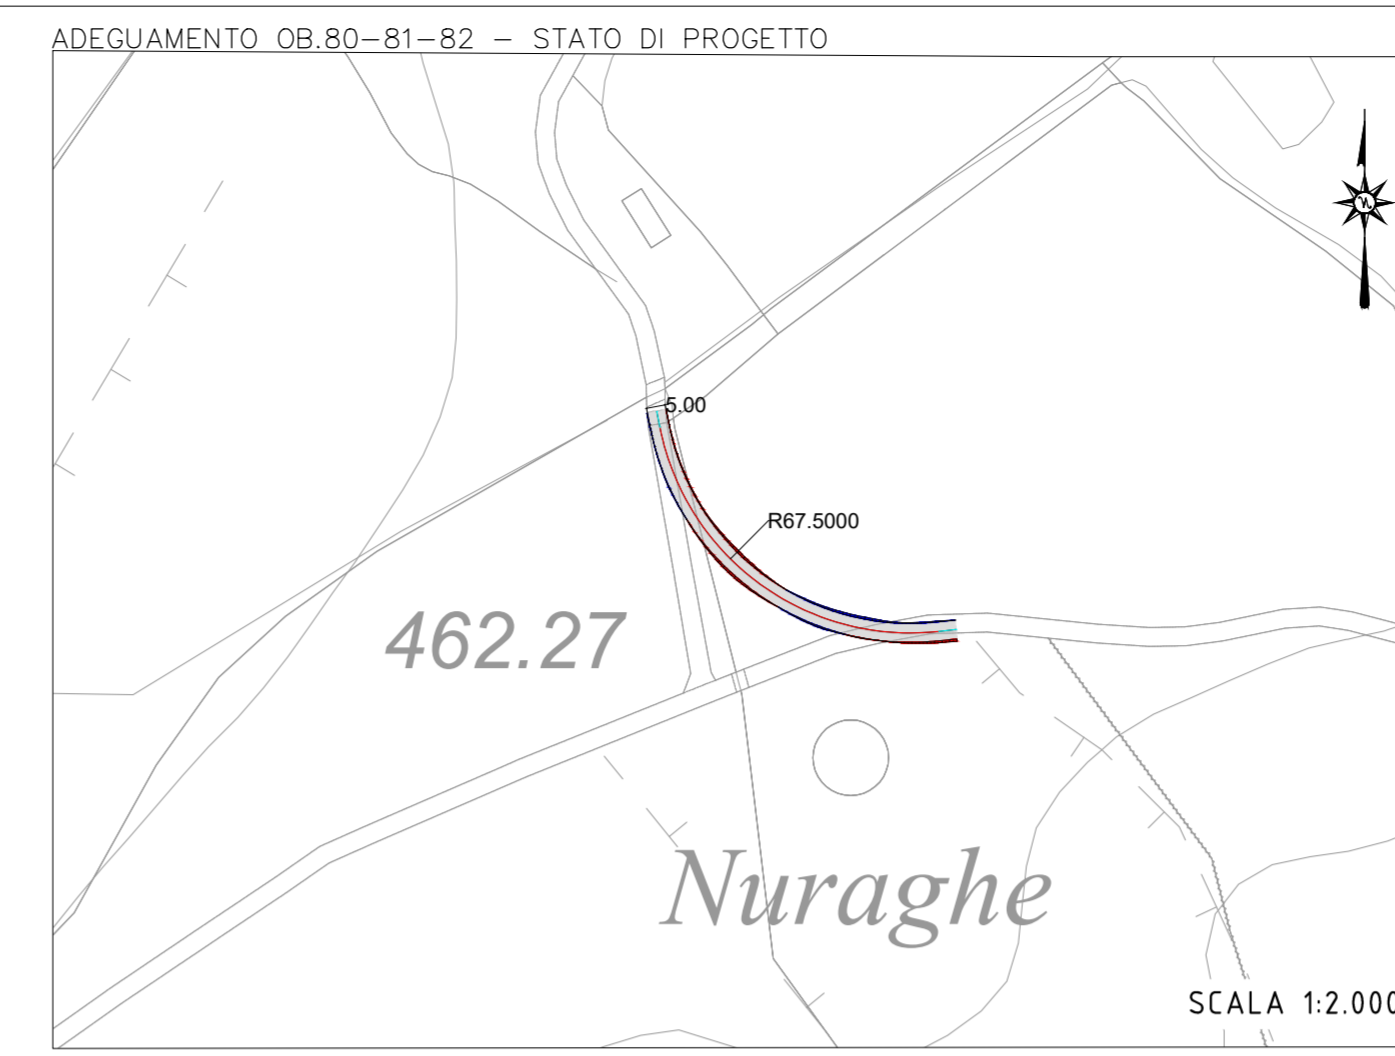 ADEGUAMENTO OB.80-81-82 - STATO DI PROGETTO
N
5.00
R67.5000
462.27
Nuraghe
SCALA 1:2.000